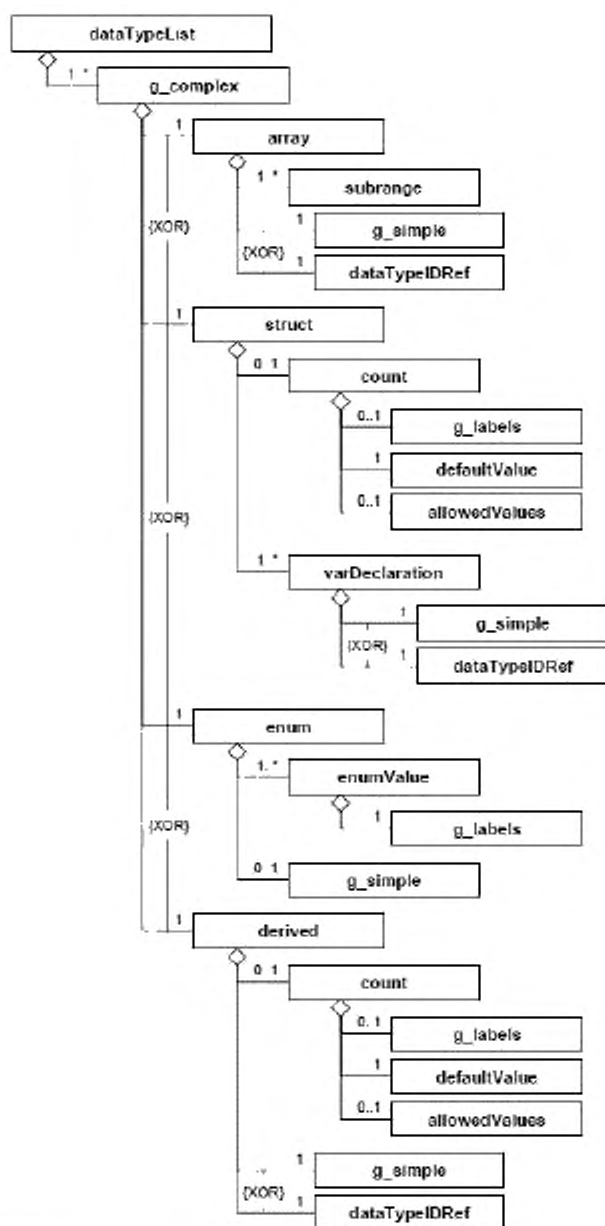 dataTypeList
1 *
g_complex
1
array
1 *
subrange
{XOR}
1
g_simple
{XOR}
1
dataTypeIDRef
1
struct
0 1
count
0..1
g_labels
1
defaultValue
{XOR}
0..1
allowedValues
1 *
varDeclaration
1
g_simple
{XOR}
1
dataTypeIDRef
1
enum
1..*
enumValue
{XOR}
1
g_labels
0 1
g_simple
1
derived
0 1
count
0. 1
g_labels
1
defaultValue
0..1
allowedValues
1
g_simple
{XOR}
1
dataTypeIDRef